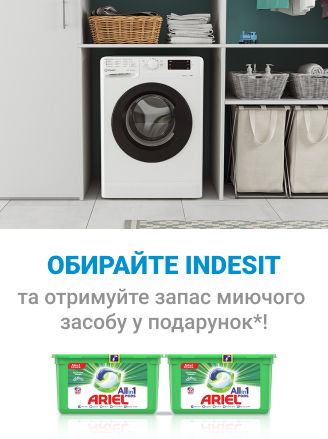 ОБИРАЙТЕ INDESIT
та отримуйте запас миючого
засобу у подарунок*!
All in 1
PODS
ARIEL
All in 1
PODS
ARIEL